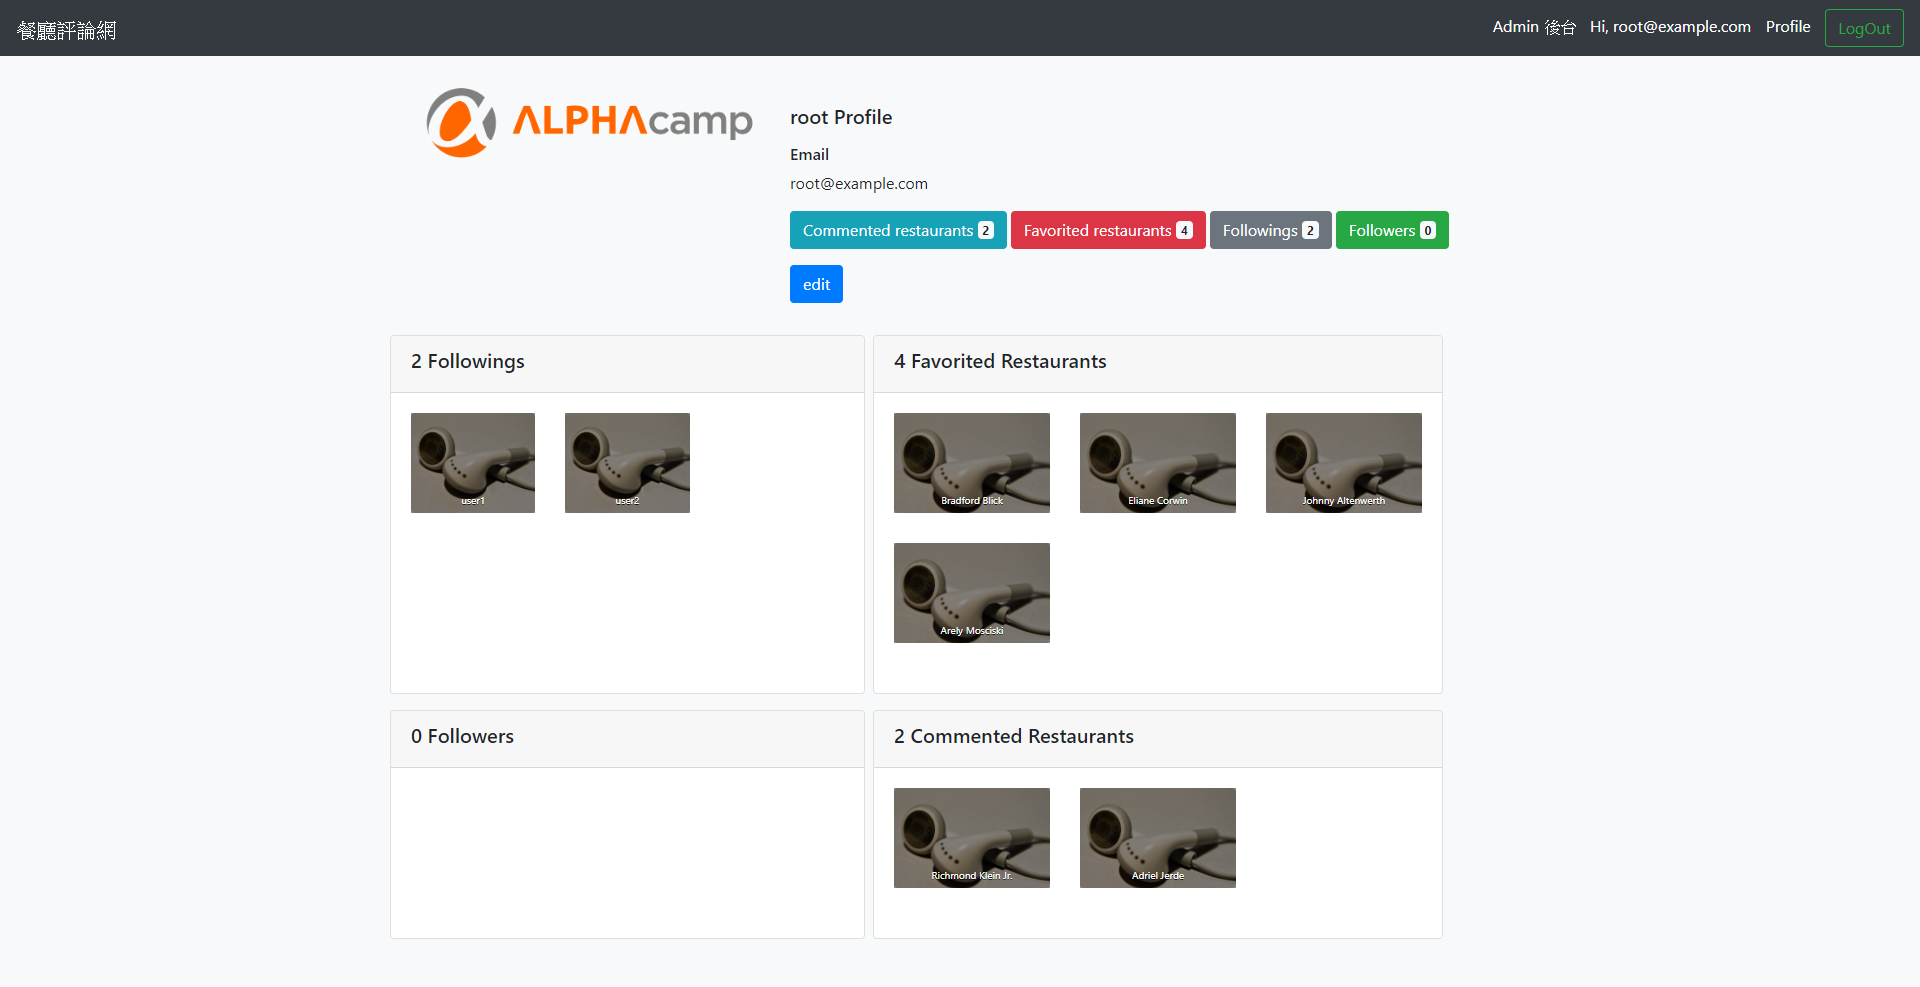 餐廳評論網
Admin 後台 Hi, root@example.com Profile LogOut
ALPHAcamp
root Profile
Email
root@example.com
Commented restaurants 2 Favorited restaurants 4 Followings 2 Followers 0
edit
2 Followings
user1 user2
4 Favorited Restaurants
Bradford Blick Eliane Corwin Johnny Altenwerth
Arely Mosciski
0 Followers
2 Commented Restaurants
Richmond Klein Jr. Adriel Jerde